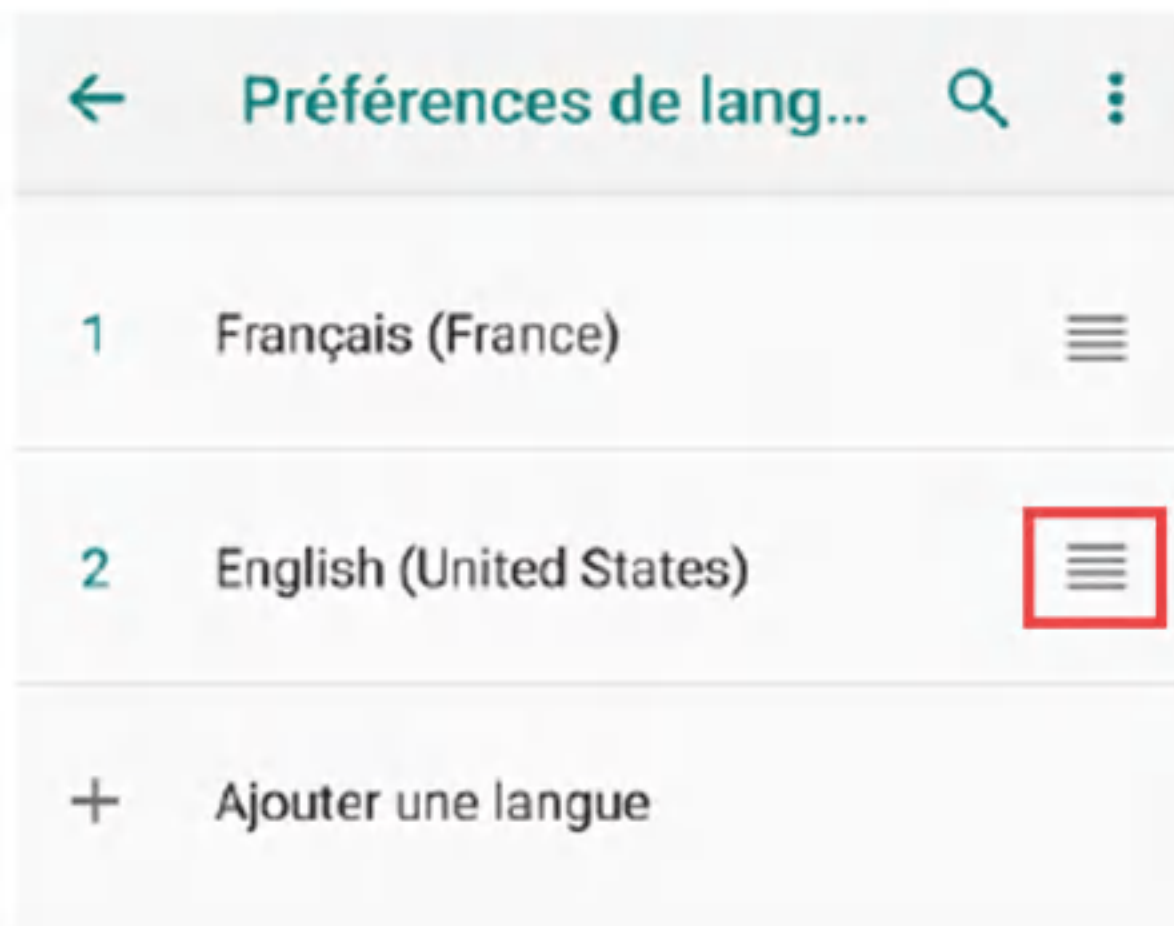 Préférences de lang...
1 Français (France)
2 English (United States)
+ Ajouter une langue